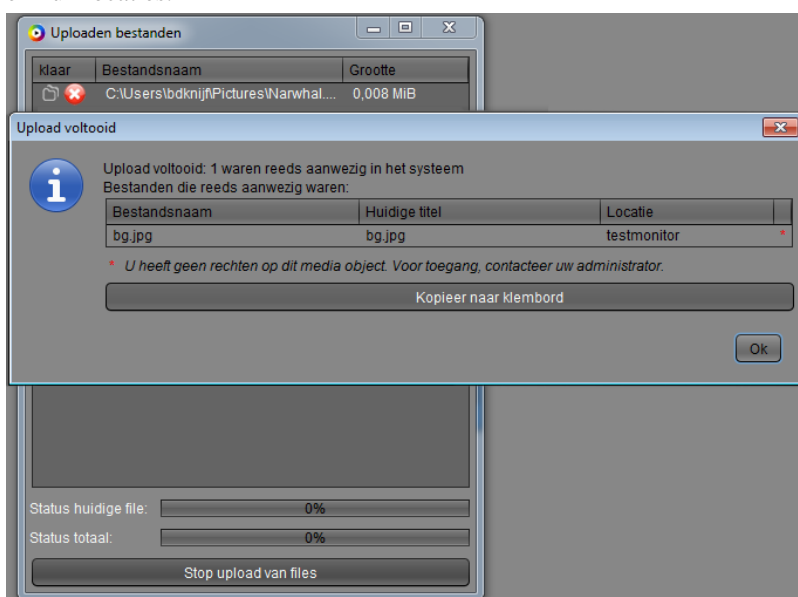 Uploaden bestanden
klaar Bestandsnaam Grootte
C:\Users\bdknijf\Pictures\Narwhal.... 0,008 MiB
Upload voltooid
Upload voltooid: 1 waren reeds aanwezig in het systeem
Bestanden die reeds aanwezig waren:
Bestandsnaam Huidige titel Locatie
bg.jpg bg.jpg testmonitor *
* U heeft geen rechten op dit media object. Voor toegang, contacteer uw administrator.
Kopieer naar klembord
Ok
Status huidige file: 0%
Status totaal: 0%
Stop upload van files